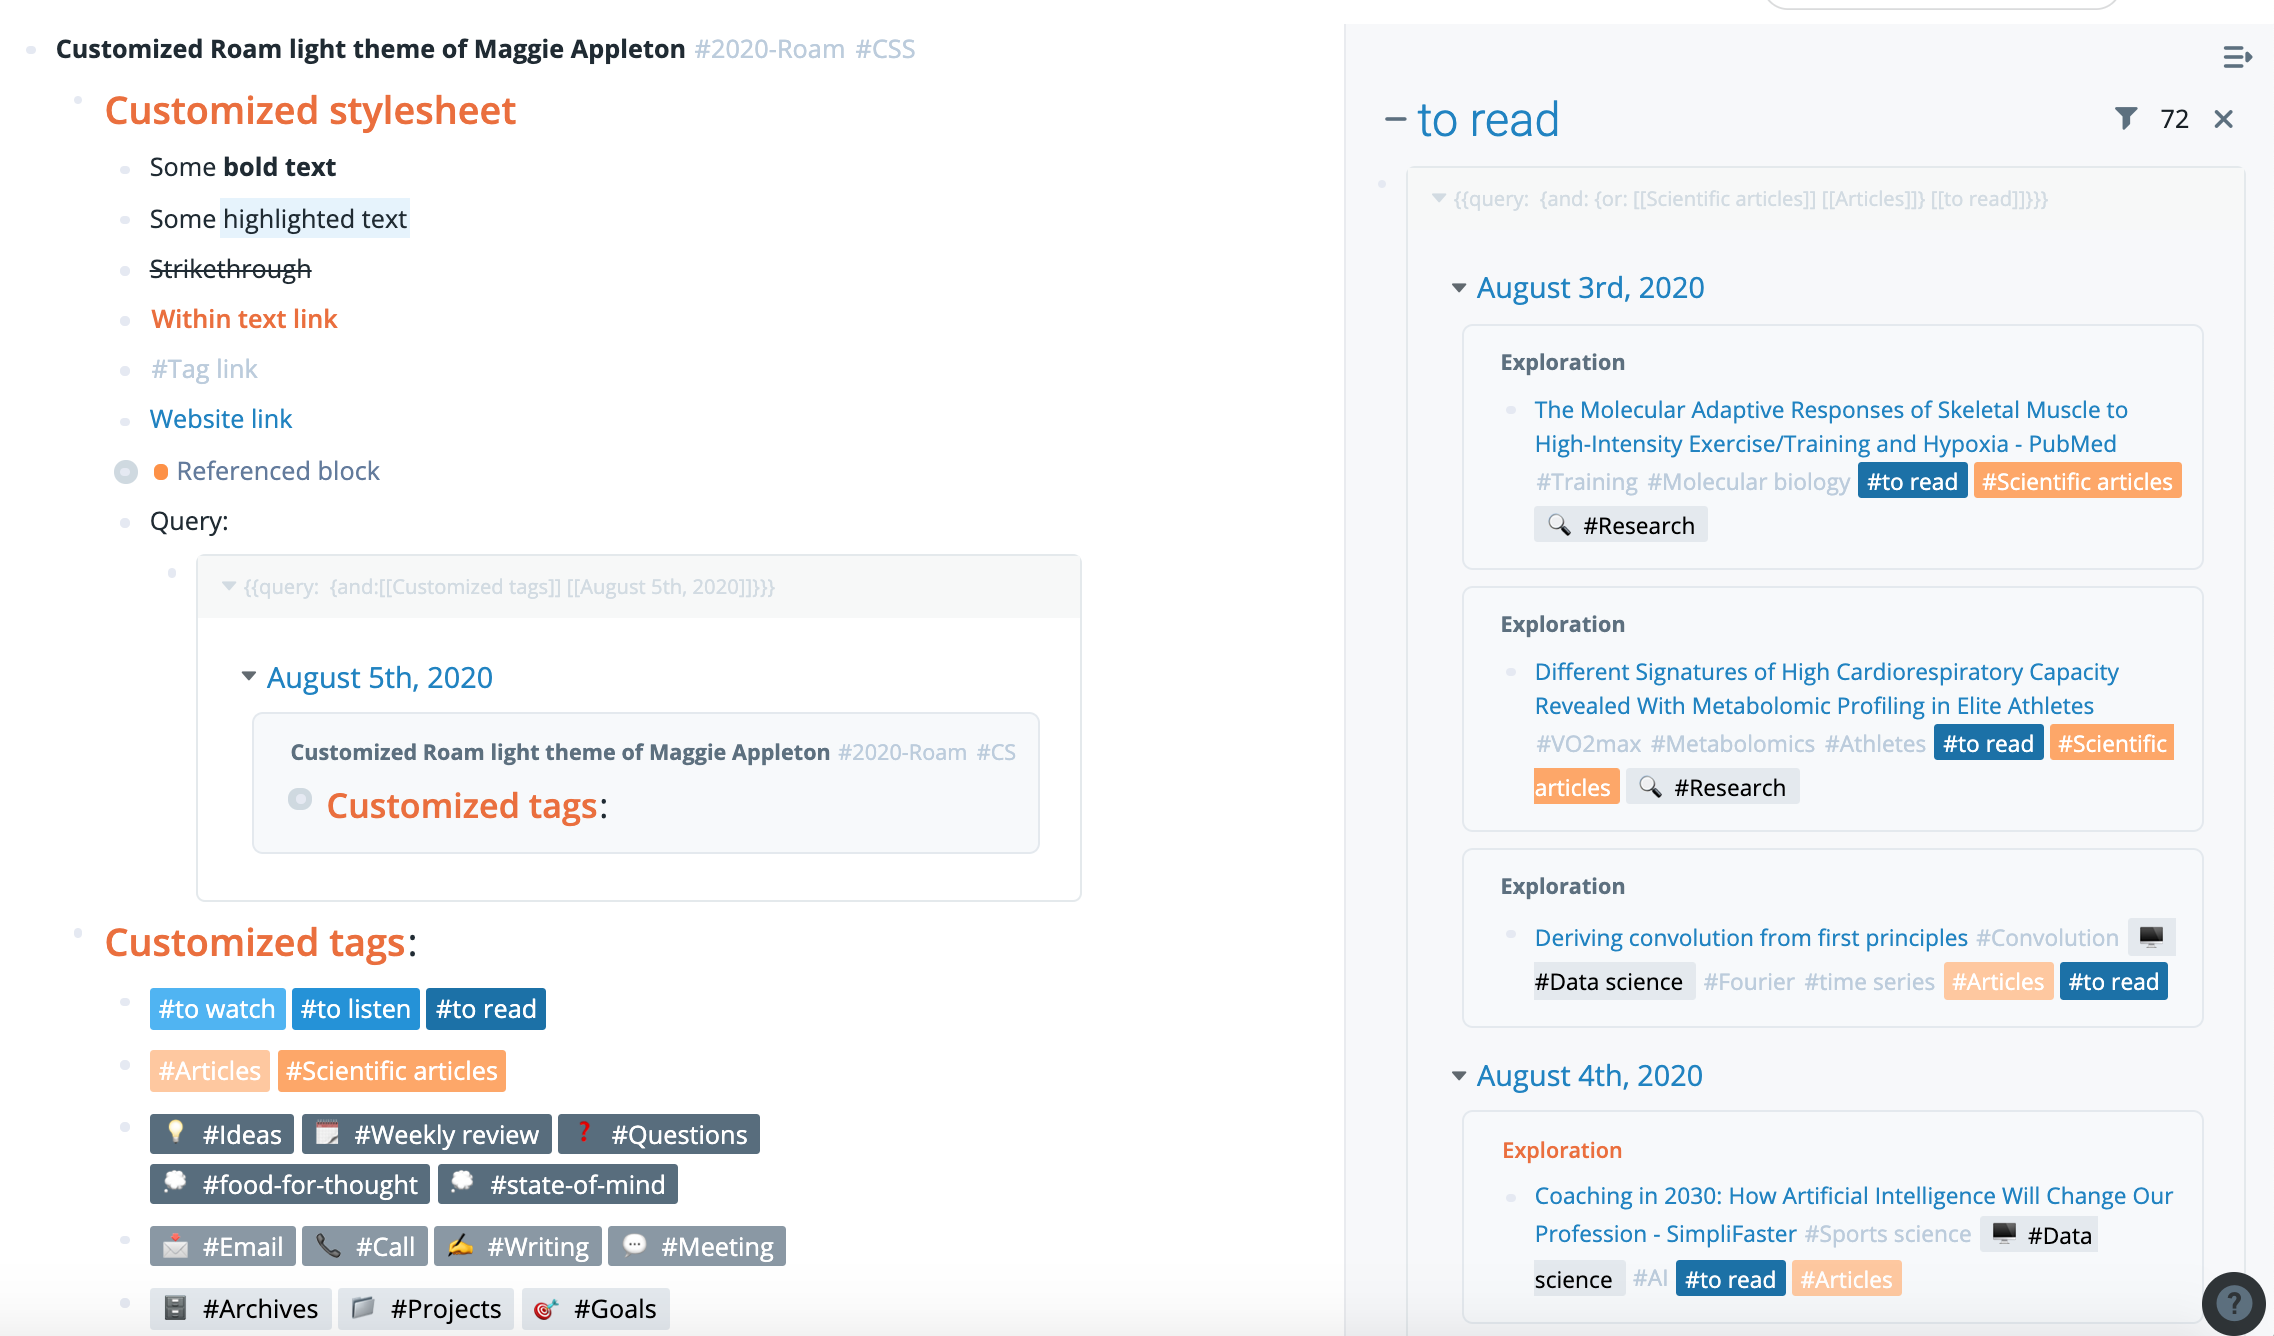 Customized Roam light theme of Maggie Appleton #2020-Roam #CSS
Customized stylesheet
Some bold text
Some highlighted text
Strikethrough
Within text link
#Tag link
Website link
Referenced block
Query:
{{query: {and:[[Customized tags]] [[August 5th, 2020]]}}}
August 5th, 2020
Customized Roam light theme of Maggie Appleton #2020-Roam #CS
Customized tags:
Customized tags:
#to watch #to listen #to read
#Articles #Scientific articles
#Ideas #Weekly review #Questions
#food-for-thought #state-of-mind
#Email #Call #Writing #Meeting
#Archives #Projects #Goals
to read 72
{{query: {and: {or: [[Scientific articles]] [[Articles]]} [[to read]]}}}
August 3rd, 2020
Exploration
The Molecular Adaptive Responses of Skeletal Muscle to
High-Intensity Exercise/Training and Hypoxia - PubMed
#Training #Molecular biology #to read #Scientific articles
#Research
Exploration
Different Signatures of High Cardiorespiratory Capacity
Revealed With Metabolomic Profiling in Elite Athletes
#VO2max #Metabolomics #Athletes #to read #Scientific
articles #Research
Exploration
Deriving convolution from first principles #Convolution
#Data science #Fourier #time series #Articles #to read
August 4th, 2020
Exploration
Coaching in 2030: How Artificial Intelligence Will Change Our
Profession - SimpliFaster #Sports science #Data
science #AI #to read #Articles
?